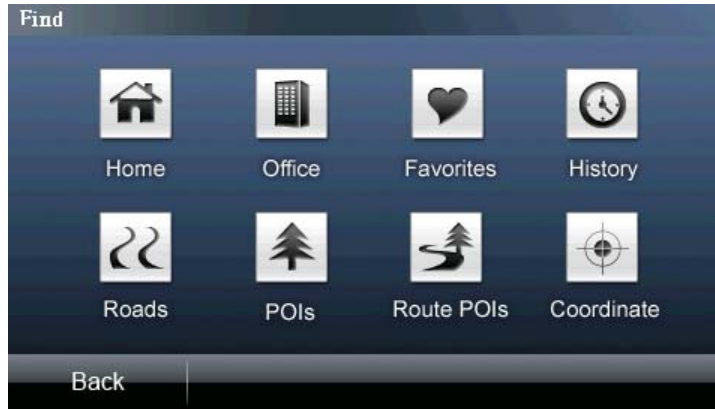 Find
Home Office Favorites History
Roads POIs Route POIs Coordinate
Back